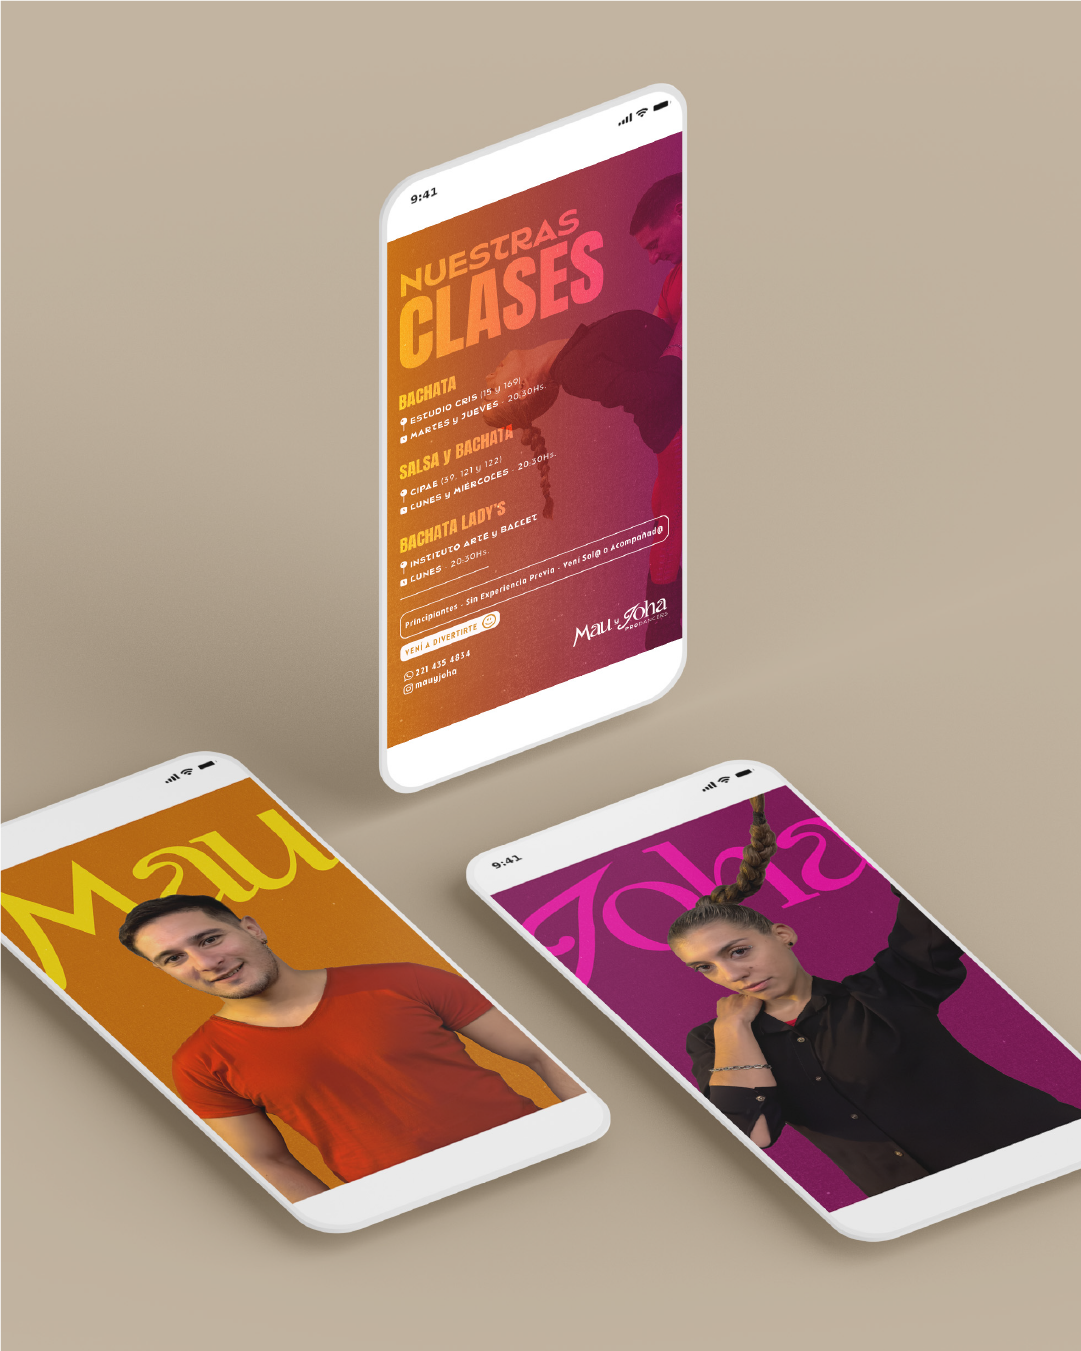 9:41
NUESTRAS
CLASES
BACHATA
ESTUDIO CRIS (15 y 169)
MARTES y JUEVES - 20:30Hs.
SALSA y BACHATA
CIPAE (39, 121 y 122)
LUNES y MIERCOLES - 20:30Hs.
BACHATA LADY'S
INSTITUTO ARTE y BALLET
LUNES - 20:30Hs.
Principiantes - Sin Experiencia Previa - Vení Sol@ o Acompañad@
VENÍ A DIVERTIRTE
221 435 4834
mauyjoha
Mau y Joha
PRODANCERS
Mau
9:41
Joha